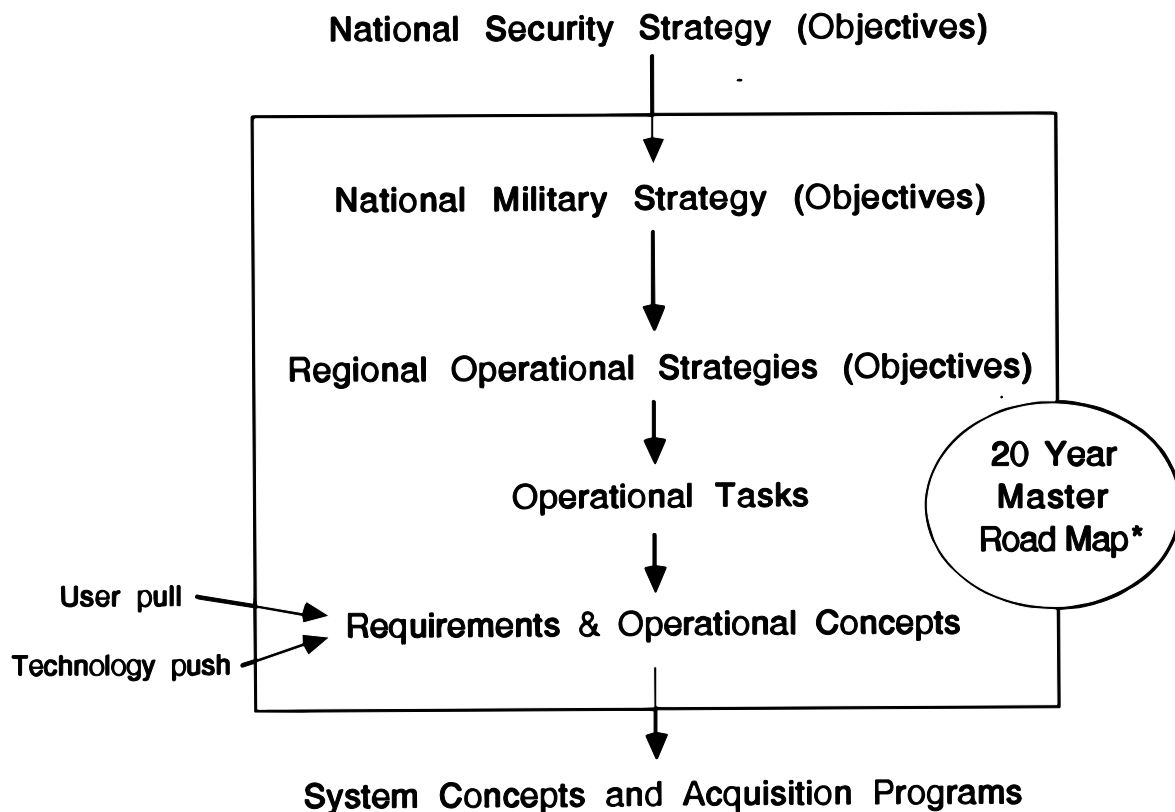 National Security Strategy (Objectives)
National Military Strategy (Objectives)
Regional Operational Strategies (Objectives)
Operational Tasks
20 Year
Master
Road Map*
User pull
Technology push
Requirements & Operational Concepts
System Concepts and Acquisition Programs